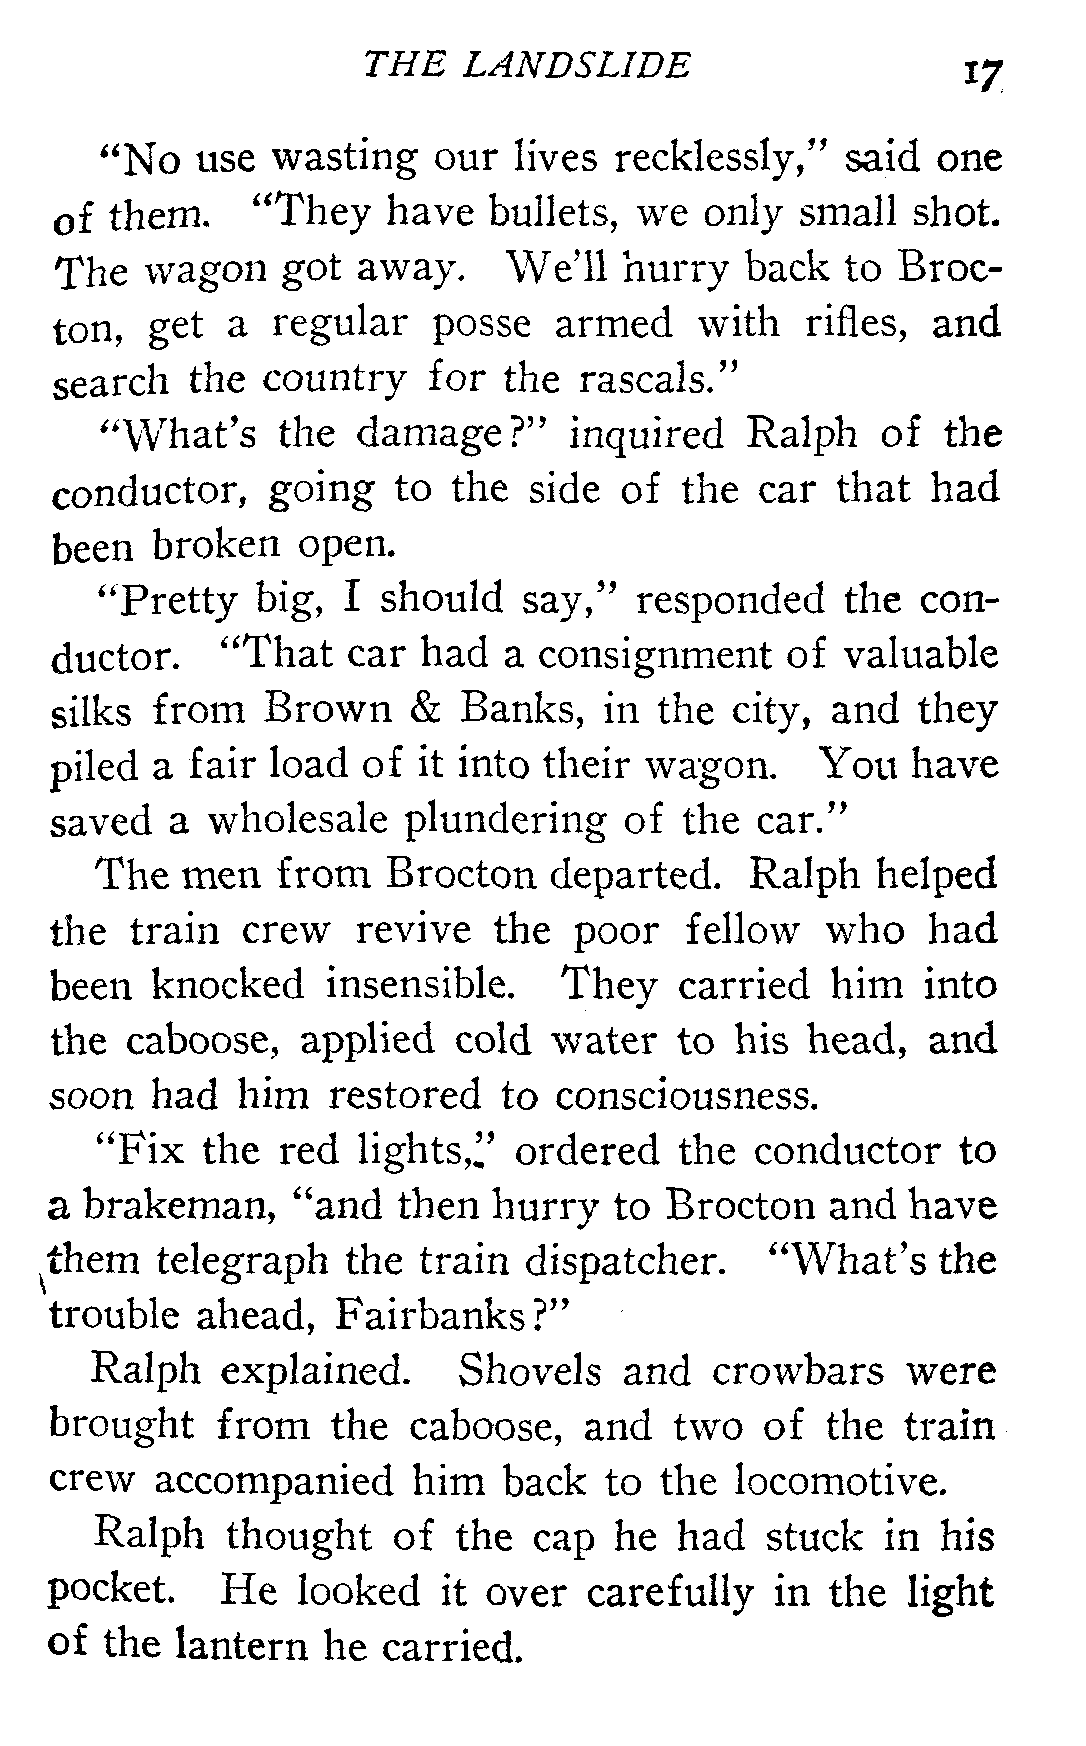 THE LANDSLIDE 17
“No use wasting our lives recklessly,” said one
of them. “They have bullets, we only small shot.
The wagon got away. We’ll hurry back to Broc-
ton, get a regular posse armed with rifles, and
search the country for the rascals.”
“What’s the damage?” inquired Ralph of the
conductor, going to the side of the car that had
been broken open.
“Pretty big, I should say,” responded the con-
ductor. “That car had a consignment of valuable
silks from Brown & Banks, in the city, and they
piled a fair load of it into their wagon. You have
saved a wholesale plundering of the car.”
The men from Brocton departed. Ralph helped
the train crew revive the poor fellow who had
been knocked insensible. They carried him into
the caboose, applied cold water to his head, and
soon had him restored to consciousness.
“Fix the red lights,” ordered the conductor to
a brakeman, “and then hurry to Brocton and have
them telegraph the train dispatcher. “What’s the
trouble ahead, Fairbanks?”
Ralph explained. Shovels and crowbars were
brought from the caboose, and two of the train
crew accompanied him back to the locomotive.
Ralph thought of the cap he had stuck in his
pocket. He looked it over carefully in the light
of the lantern he carried.